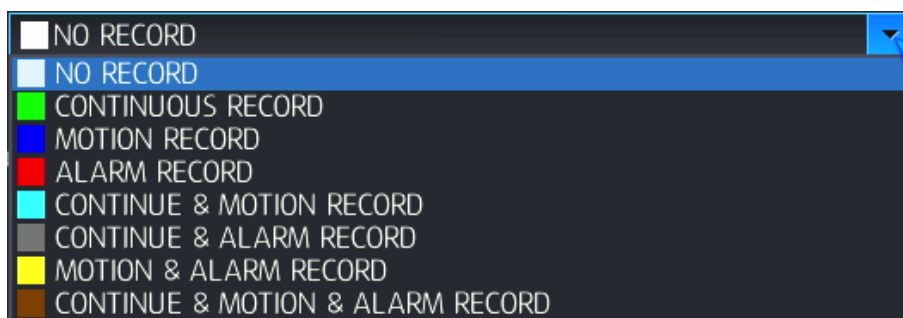 NO RECORD
NO RECORD
CONTINUOUS RECORD
MOTION RECORD
ALARM RECORD
CONTINUE & MOTION RECORD
CONTINUE & ALARM RECORD
MOTION & ALARM RECORD
CONTINUE & MOTION & ALARM RECORD